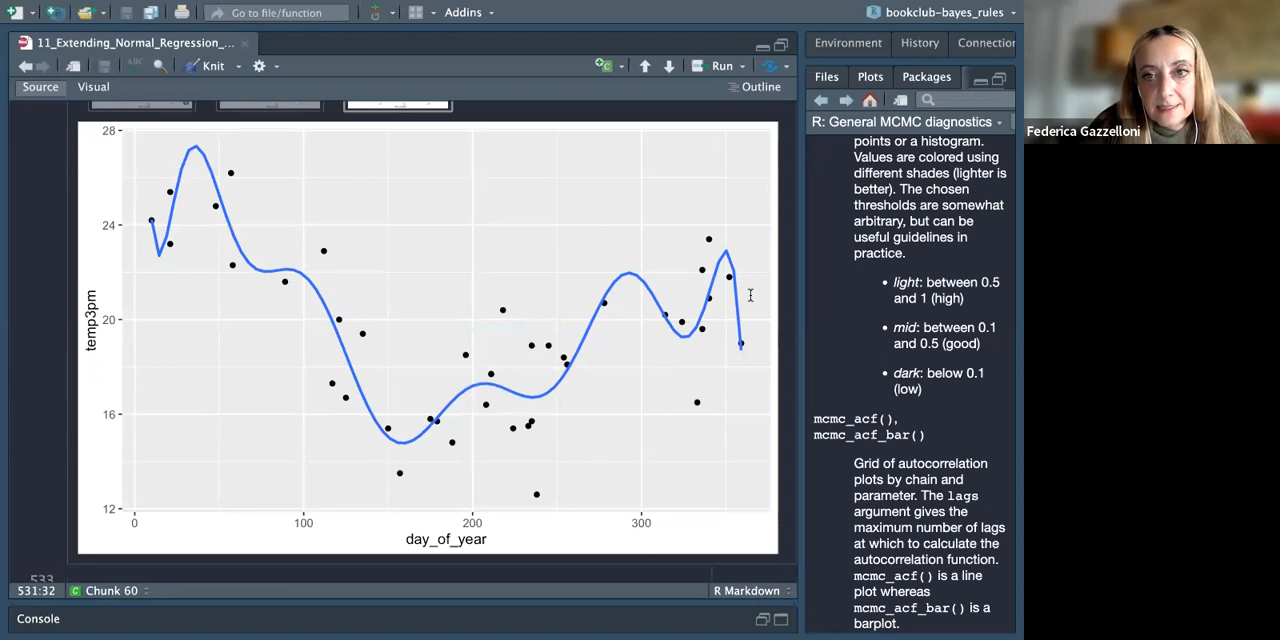 Go to file/function
Addins
bookclub-bayes_rules
11_Extending_Normal_Regression_...
ABC
Knit
Run
Source
Visual
Outline
28
24
20
16
12
temp3pm
0
100
200
300
day_of_year
533
531:32
C
Chunk 60
R Markdown
Console
Environment
History
Connection
Files
Plots
Packages
R: General MCMC diagnostics
points or a histogram.
Values are colored using
different shades (lighter is
better). The chosen
thresholds are somewhat
arbitrary, but can be
useful guidelines in
practice.
• light: between 0.5
and 1 (high)
• mid: between 0.1
and 0.5 (good)
• dark: below 0.1
(low)
mcmc_acf(),
mcmc_acf_bar()
Grid of autocorrelation
plots by chain and
parameter. The lags
argument gives the
maximum number of lags
at which to calculate the
autocorrelation function.
mcmc_acf() is a line
plot whereas
mcmc_acf_bar() is a
barplot.
Federica Gazzelloni